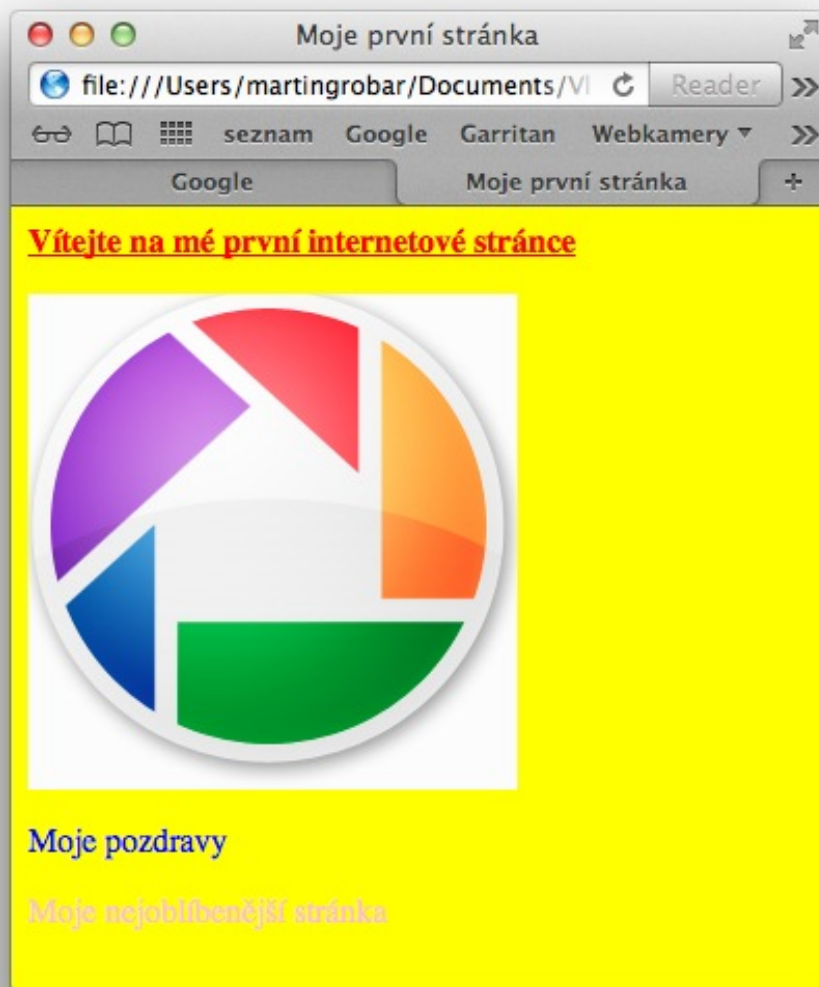 Moje první stránka
file:///Users/martingrobar/Documents/Vl Reader
seznam Google Garritan Webkamery
Google Moje první stránka
Vítejte na mé první internetové stránce
Moje pozdravy
Moje nejoblíbenější stránka